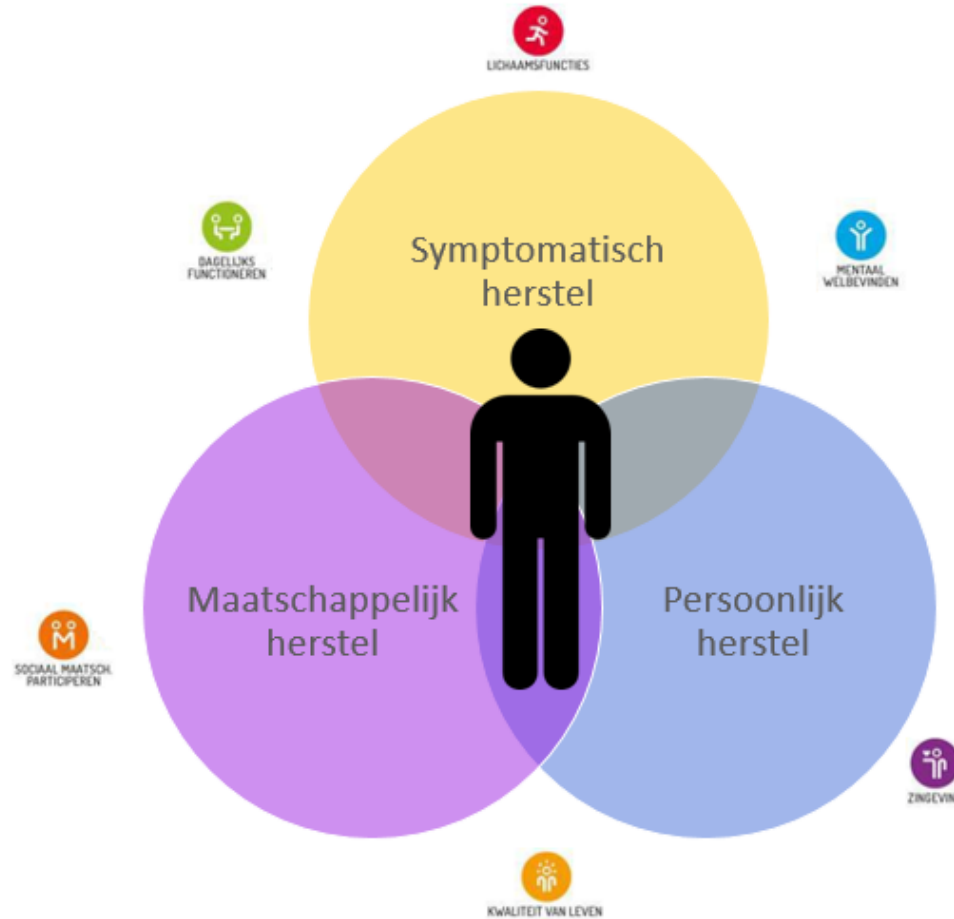 LICHAAMSFUNCTIES
DAGELIJKS
FUNCTIONEREN
MENTAAL
WELBEVINDEN
Symptomatisch
herstel
Maatschappelijk
herstel
Persoonlijk
herstel
M
SOCIAAL MAATSCH.
PARTICIPEREN
ZINGEVIN
KWALITEIT VAN LEVEN